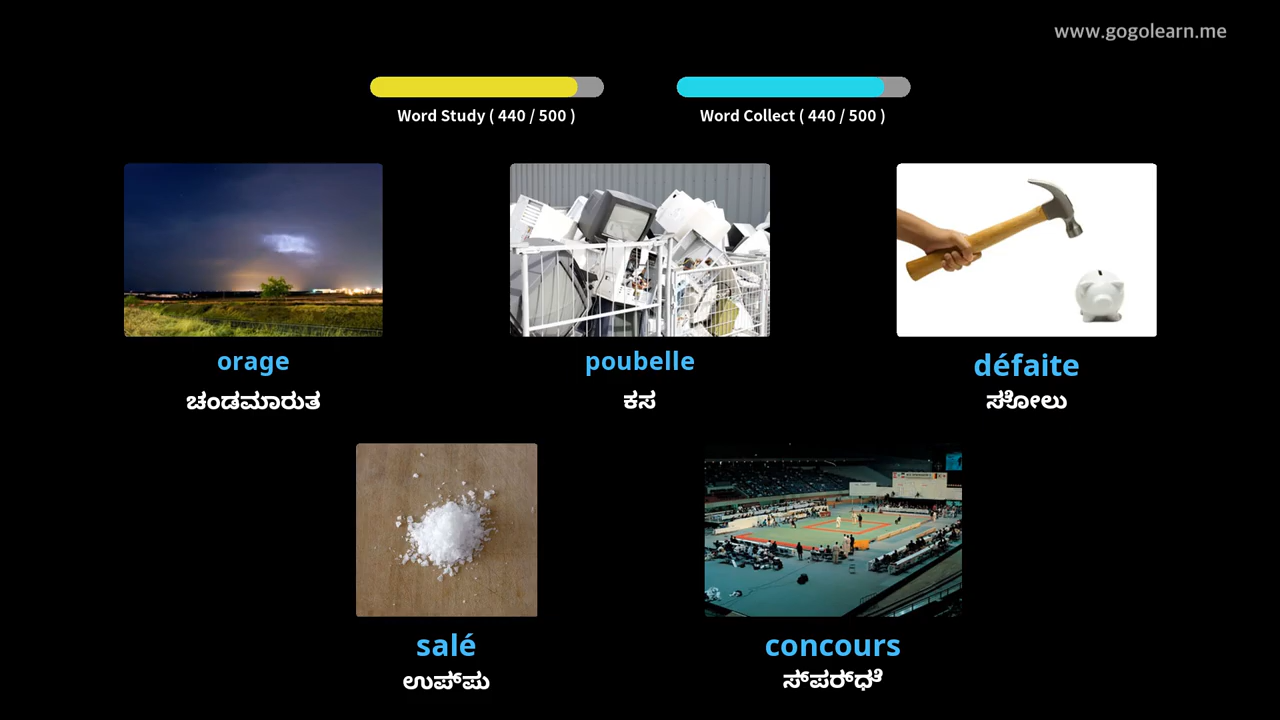 www.gogolearn.me
Word Study ( 440 / 500 )
Word Collect ( 440 / 500 )
orage
ಚಂಡಮಾರುತ
poubelle
ಕಸ
défaite
ಸೋಲು
salé
ಉಪ್ಪು
concours
ಸ್ಪರ್ಧೆ